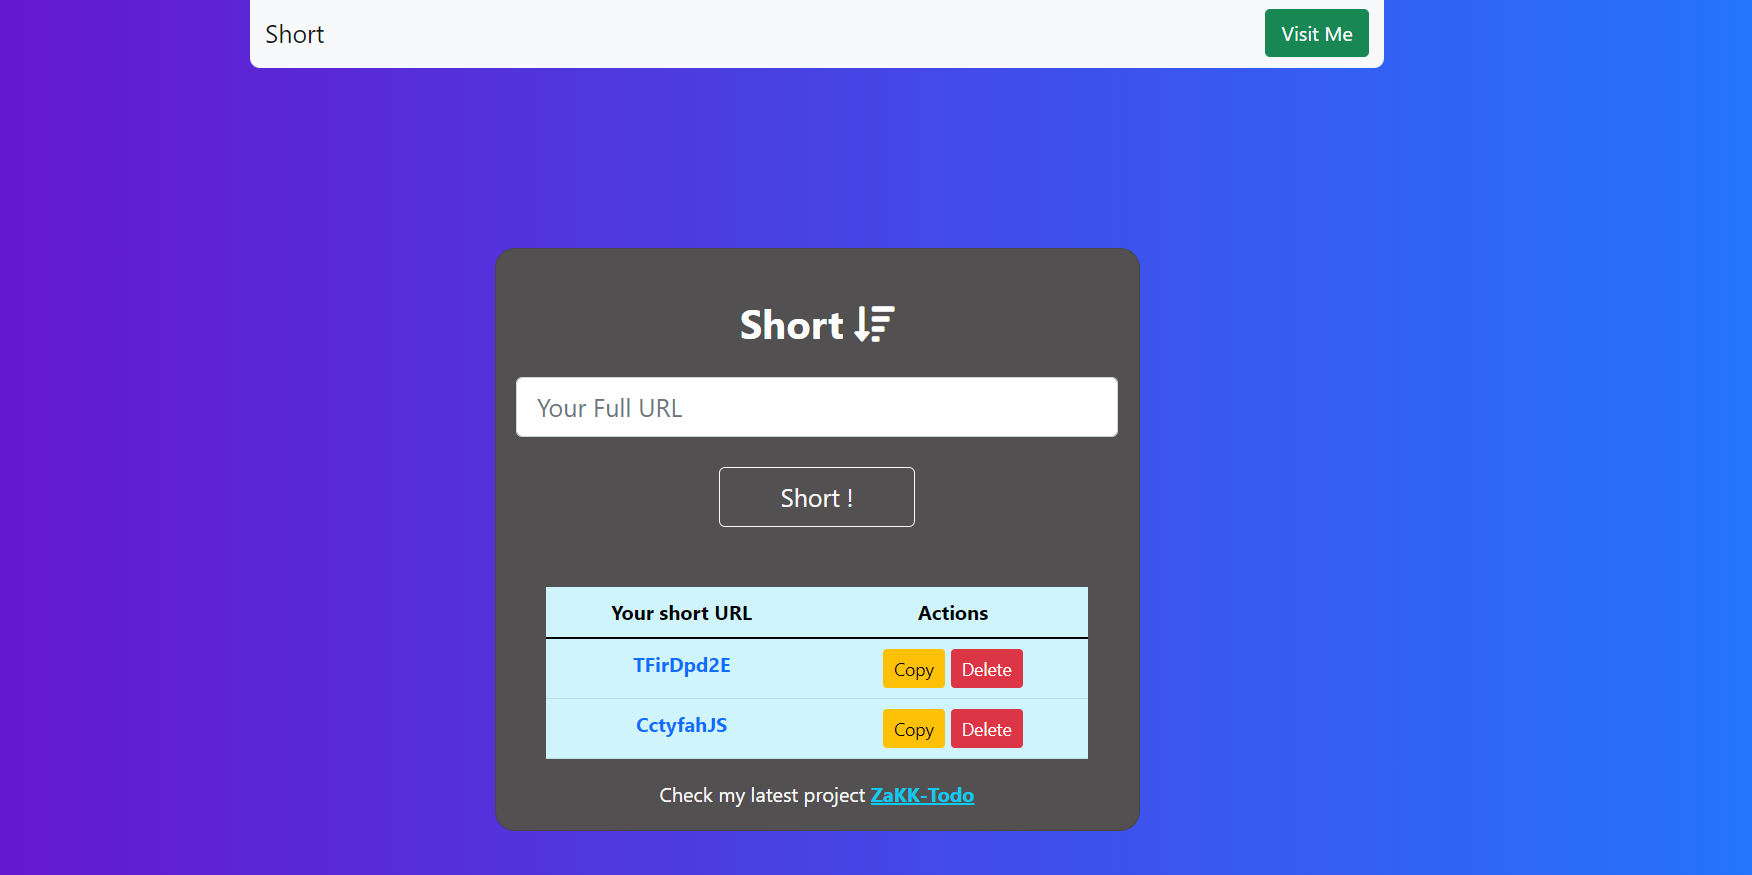 Short
Visit Me
Short
Your Full URL
Short !
Your short URL Actions
TFirDpd2E Copy Delete
CctyfahJS Copy Delete
Check my latest project ZaKK-Todo